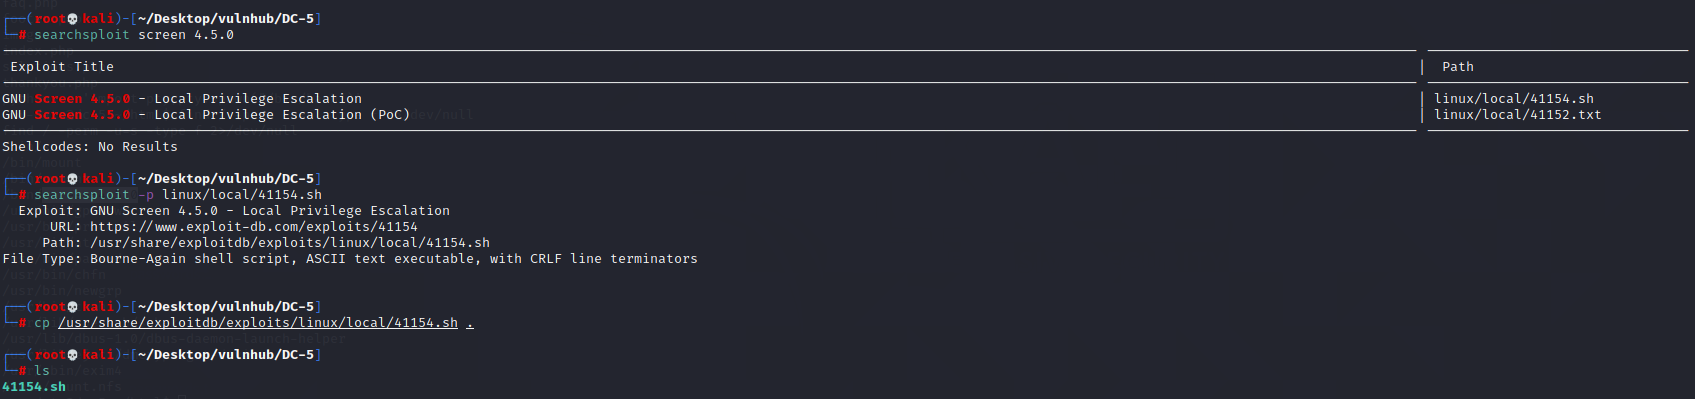 ┌──(root💀kali)-[~/Desktop/vulnhub/DC-5]
└─# searchsploit screen 4.5.0
Exploit Title | Path
GNU Screen 4.5.0 - Local Privilege Escalation | linux/local/41154.sh
GNU Screen 4.5.0 - Local Privilege Escalation (PoC) | linux/local/41152.txt
Shellcodes: No Results
┌──(root💀kali)-[~/Desktop/vulnhub/DC-5]
└─# searchsploit -p linux/local/41154.sh
Exploit: GNU Screen 4.5.0 - Local Privilege Escalation
URL: https://www.exploit-db.com/exploits/41154
Path: /usr/share/exploitdb/exploits/linux/local/41154.sh
File Type: Bourne-Again shell script, ASCII text executable, with CRLF line terminators
┌──(root💀kali)-[~/Desktop/vulnhub/DC-5]
└─# cp /usr/share/exploitdb/exploits/linux/local/41154.sh .
┌──(root💀kali)-[~/Desktop/vulnhub/DC-5]
└─# ls
41154.sh